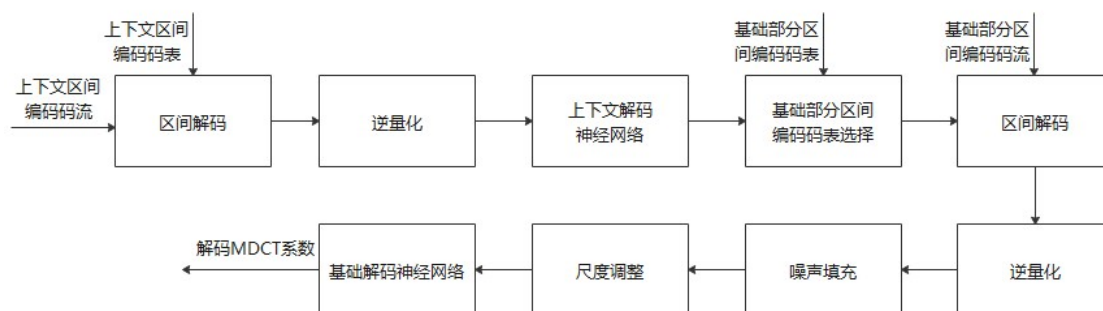 上下文区间
编码码表
基础部分区
间编码码表
基础部分区
间编码码流
上下文区间
编码码流
区间解码
逆量化
上下文解码
神经网络
基础部分区间
编码码表选择
区间解码
解码MDCT系数
基础解码神经网络
尺度调整
噪声填充
逆量化